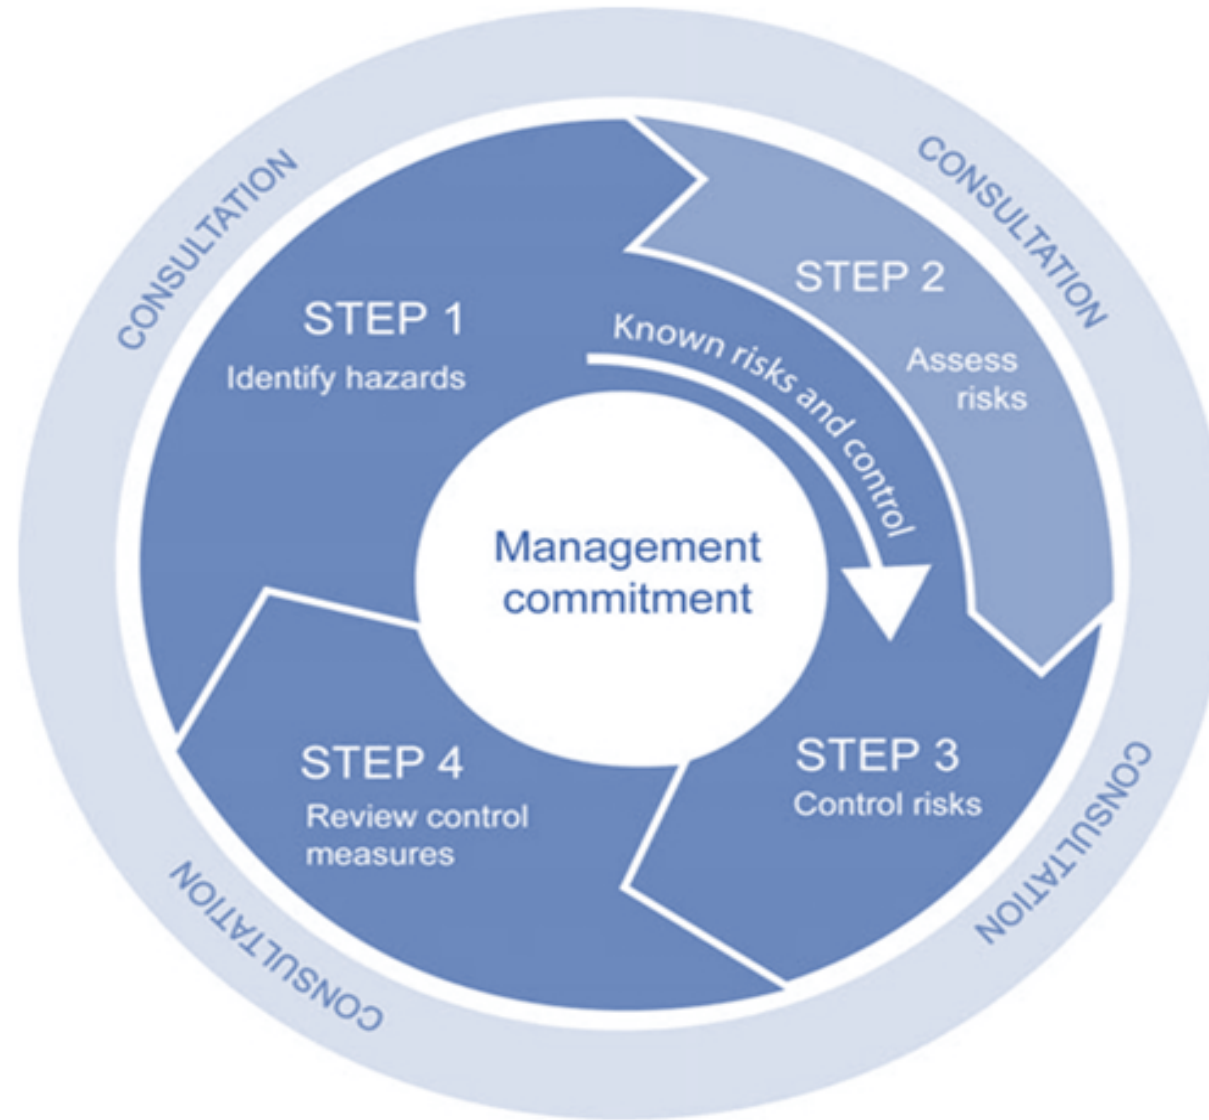 CONSULTATION
CONSULTATION
STEP 1
Identify hazards
STEP 2
Assess
risks
Known risks and control
Management
commitment
STEP 3
Control risks
STEP 4
Review control
measures
CONSULTATION
CONSULTATION